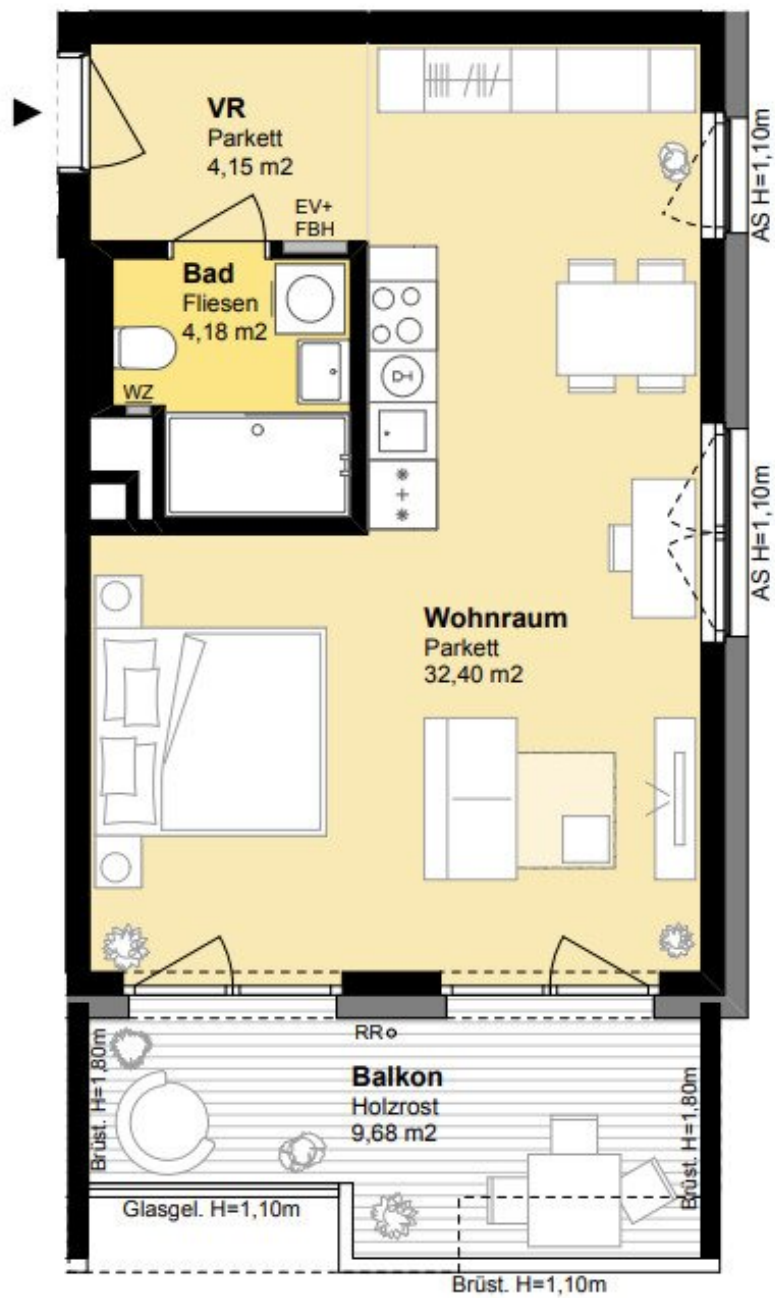 VR
Parkett
4,15 m2
EV+
FBH
AS H=1,10m
Bad
Fliesen
4,18 m2
WZ
AS H=1,10m
Wohnraum
Parkett
32,40 m2
RR
Brüst. H=1,80m
Balkon
Holzrost
9,68 m2
Brüst. H=1,80m
Glasgel. H=1,10m
Brüst. H=1,10m